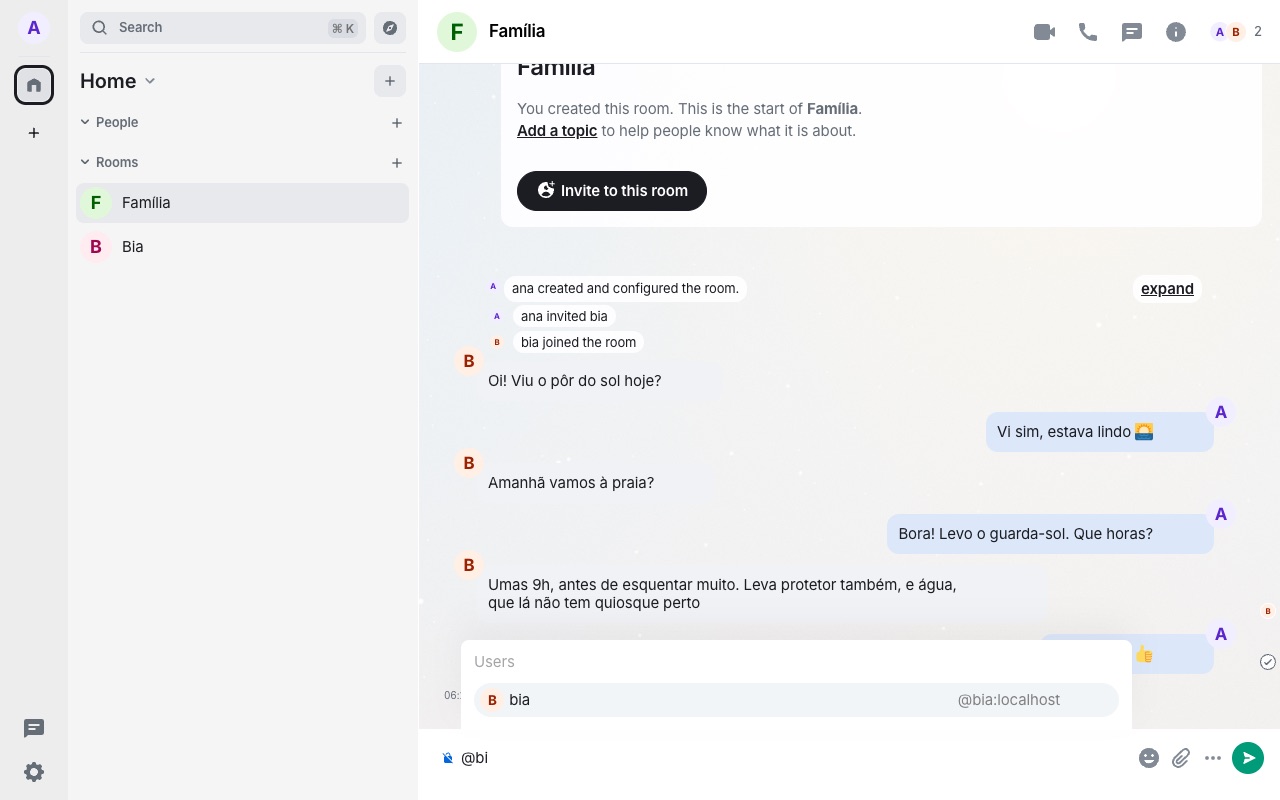 A
Search
⌘ K
Home
People
Rooms
F
Família
B
Bia
F
Família
A
B
2
Família
You created this room. This is the start of Família.
Add a topic to help people know what it is about.
Invite to this room
A
ana created and configured the room.
expand
A
ana invited bia
B
bia joined the room
B
Oi! Viu o pôr do sol hoje?
A
Vi sim, estava lindo 🌅
B
Amanhã vamos à praia?
A
Bora! Levo o guarda-sol. Que horas?
B
Umas 9h, antes de esquentar muito. Leva protetor também, e água,
que lá não tem quiosque perto
B
A
👍
Users
06:
B
bia
@bia:localhost
@bi